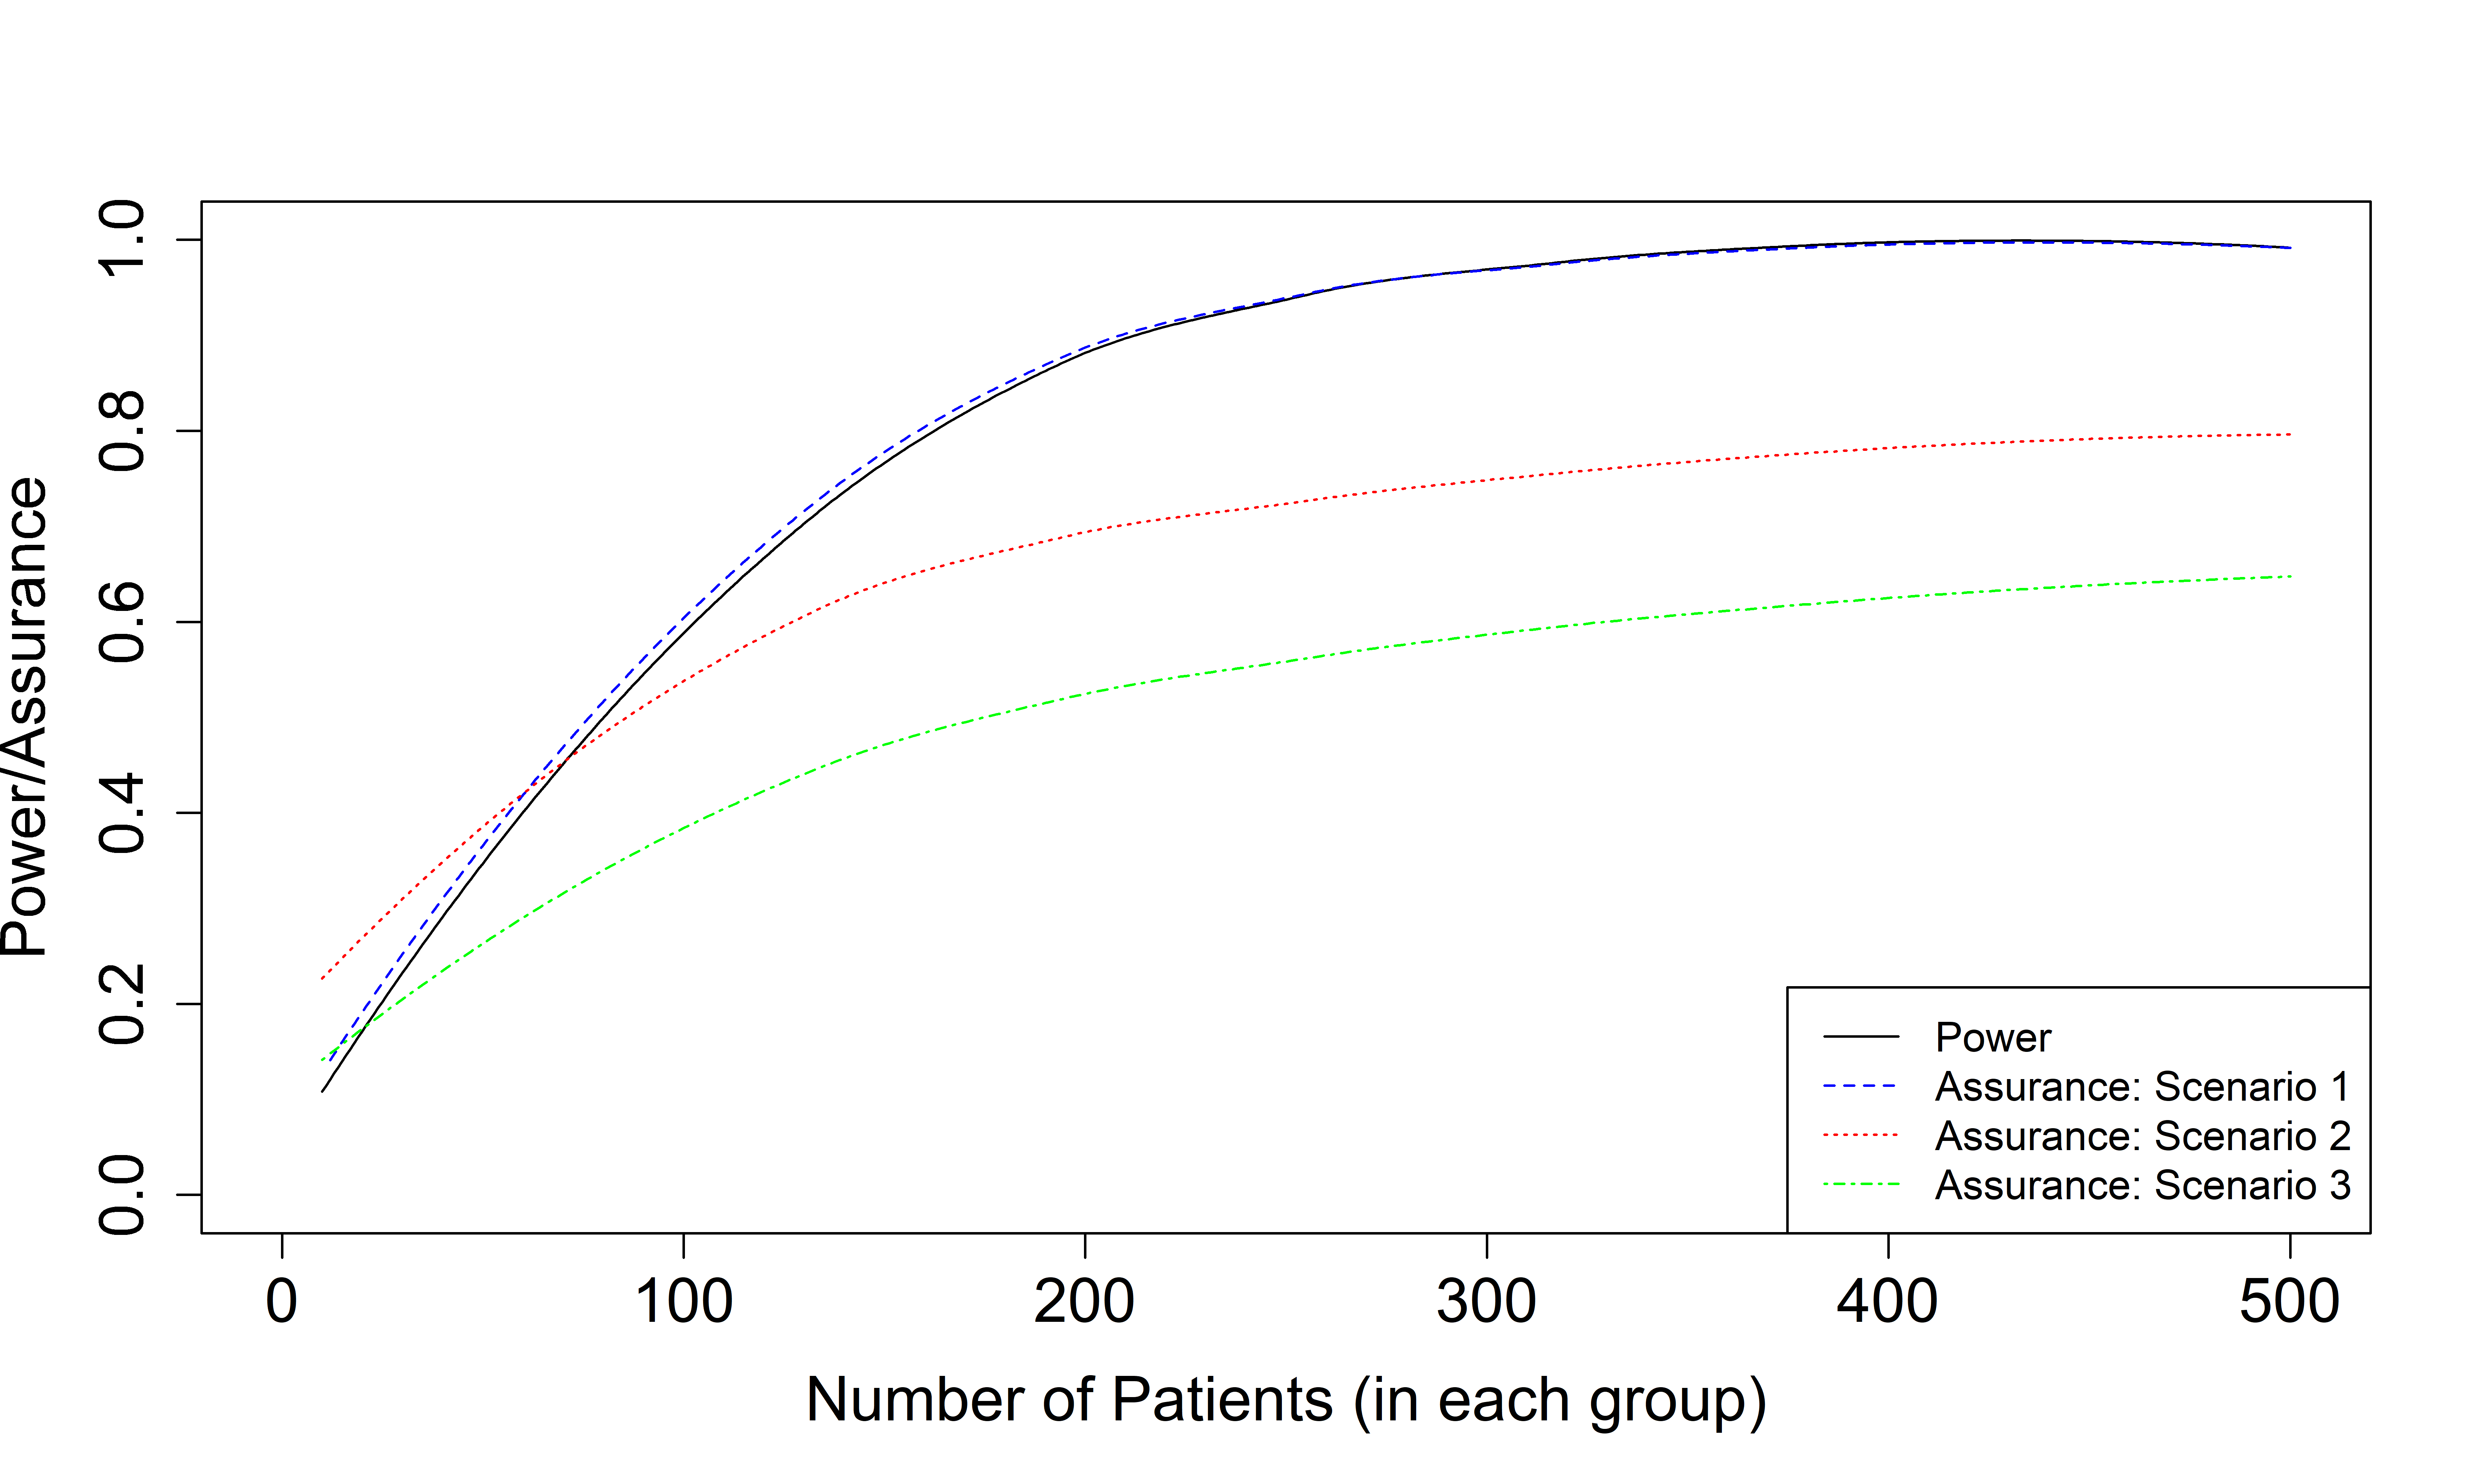 Power/Assurance
1.0
0.8
0.6
0.4
0.2
0.0
Power
Assurance: Scenario 1
Assurance: Scenario 2
Assurance: Scenario 3
0 100 200 300 400 500
Number of Patients (in each group)